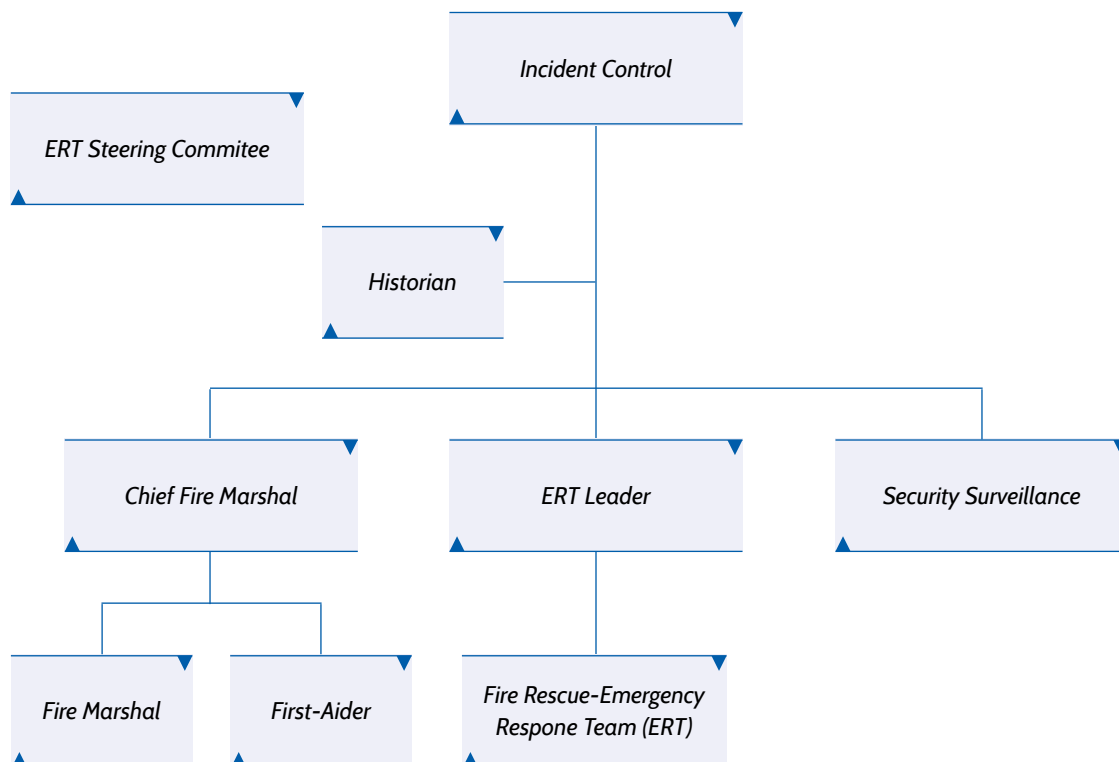 Incident Control
ERT Steering Commitee
Historian
Chief Fire Marshal
ERT Leader
Security Surveillance
Fire Marshal
First-Aider
Fire Rescue-Emergency
Respone Team (ERT)